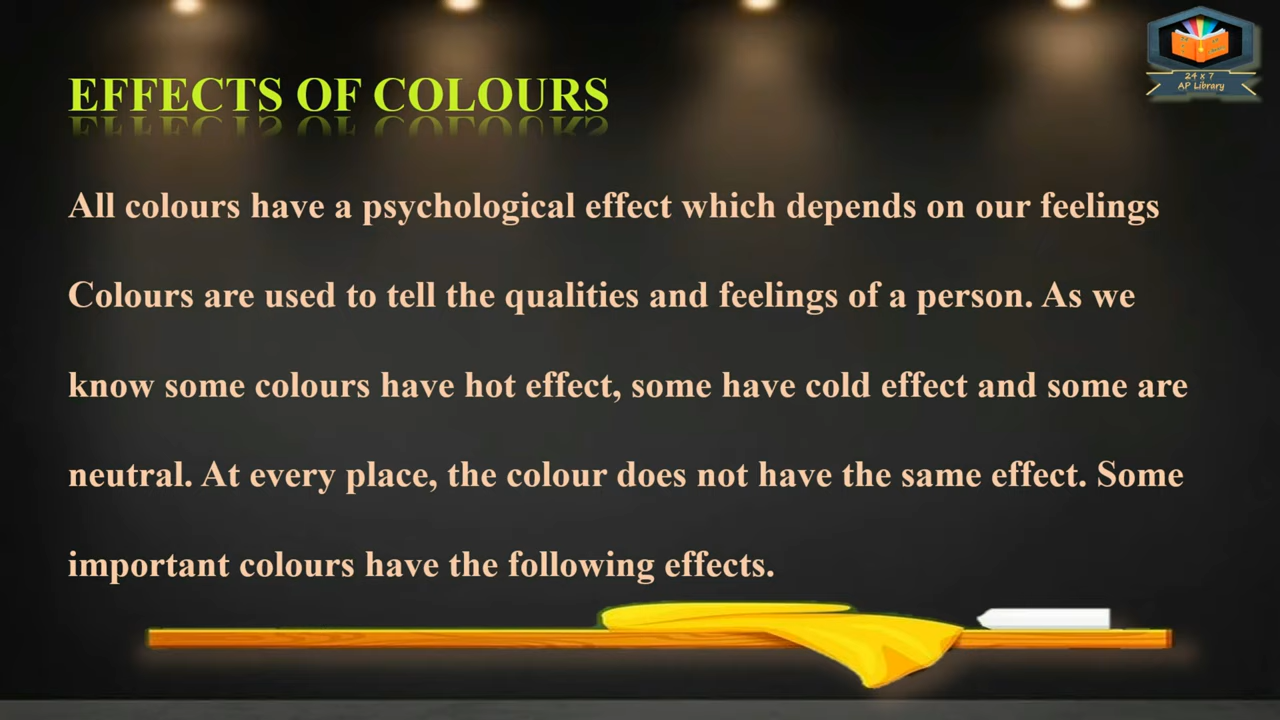 24 x 7
AP Library
EFFECTS OF COLOURS
All colours have a psychological effect which depends on our feelings
Colours are used to tell the qualities and feelings of a person. As we
know some colours have hot effect, some have cold effect and some are
neutral. At every place, the colour does not have the same effect. Some
important colours have the following effects.